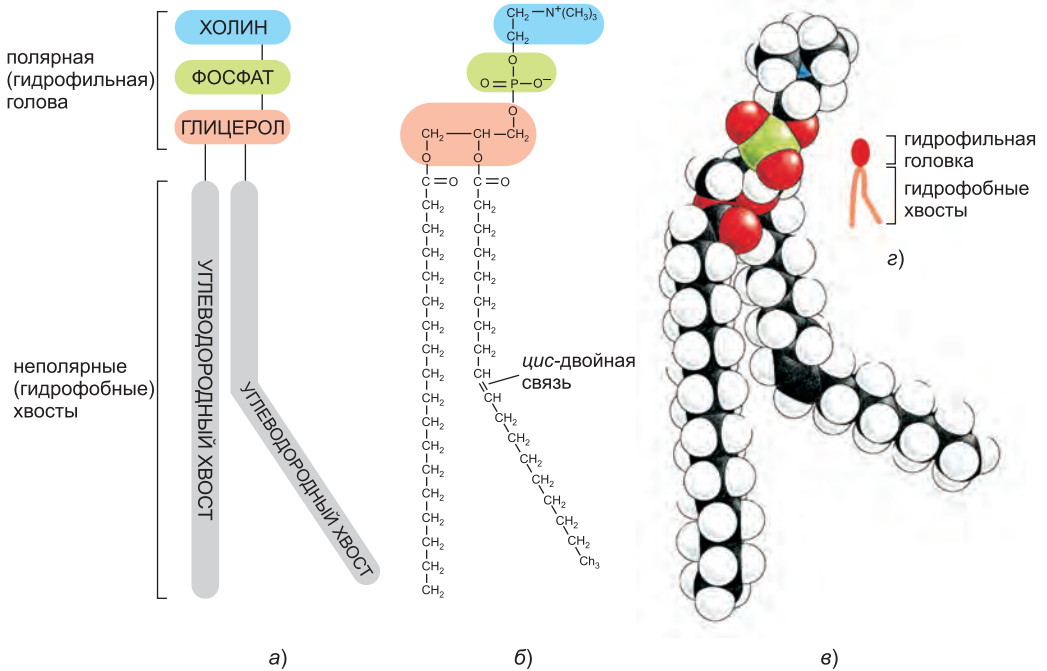 полярная
(гидрофильная)
голова
ХОЛИН
ФОСФАТ
ГЛИЦЕРОЛ
неполярные
(гидрофобные)
хвосты
УГЛЕВОДОРОДНЫЙ ХВОСТ
УГЛЕВОДОРОДНЫЙ ХВОСТ
а)
CH₂—N⁺(CH₃)₃
CH₂
O
O=P—O⁻
O
CH₂—CH—CH₂
O O
C=O C=O
CH₂ CH₂
CH₂ CH₂
CH₂ CH₂
CH₂ CH₂
CH₂ CH₂
CH₂ CH₂
CH₂ CH₂
CH₂ CH
CH₂ CH
CH₂ CH₂
CH₂ CH₂
CH₂ CH₂
CH₂ CH₂
CH₂ CH₂
CH₂ CH₂
CH₂ CH₂
CH₂ Ch₃
цис-двойная
связь
б)
в)
гидрофильная
головка
гидрофобные
хвосты
г)